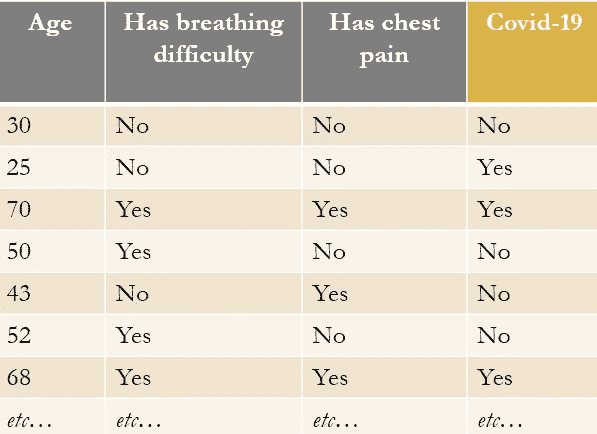 Age Has breathing difficulty Has chest pain Covid-19
30 No No No
25 No No Yes
70 Yes Yes Yes
50 Yes No No
43 No Yes No
52 Yes No No
68 Yes Yes Yes
etc… etc… etc… etc…